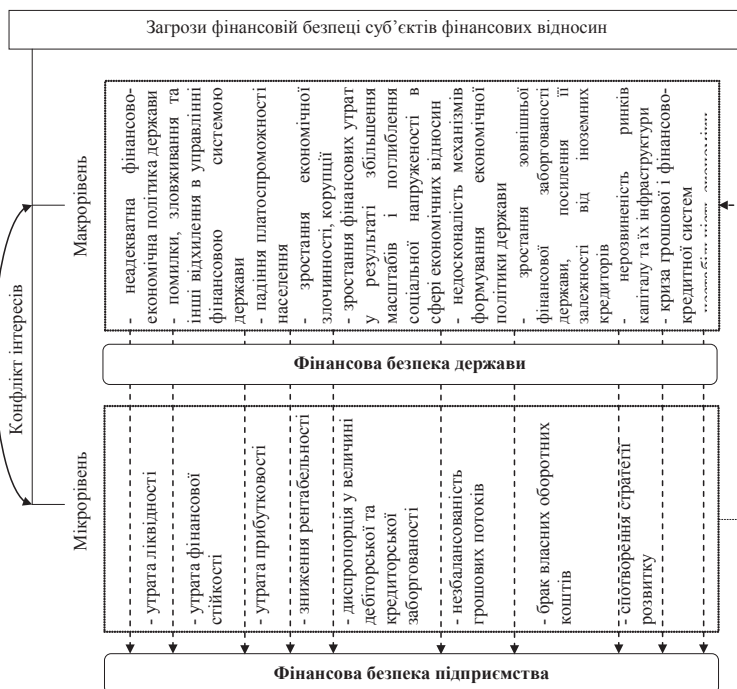 Загрози фінансовій безпеці суб’єктів фінансових відносин
Конфлікт інтересів
Макрорівень
- неадекватна фінансово-
економічна політика держави
- помилки, зловживання та
інші відхилення в управлінні
фінансовою системою
держави
- падіння платоспроможності
населення
- зростання економічної
злочинності, корупції
- зростання фінансових утрат
у результаті збільшення
масштабів і поглиблення
соціальної напруженості в
сфері економічних відносин
- недосконалість механізмів
формування економічної
політики держави
- зростання зовнішньої
фінансової заборгованості
держави, посилення її
залежності від іноземних
кредиторів
- нерозвиненість ринків
капіталу та їх інфраструктури
- криза грошової і фінансово-
кредитної систем
Фінансова безпека держави
Мікрорівень
- утрата ліквідності
- утрата фінансової
стійкості
- утрата прибутковості
- зниження рентабельності
- диспропорція у величині
дебіторської та
кредиторської
заборгованості
- незбалансованість
грошових потоків
- брак власних оборотних
коштів
- спотворення стратегії
розвитку
Фінансова безпека підприємства